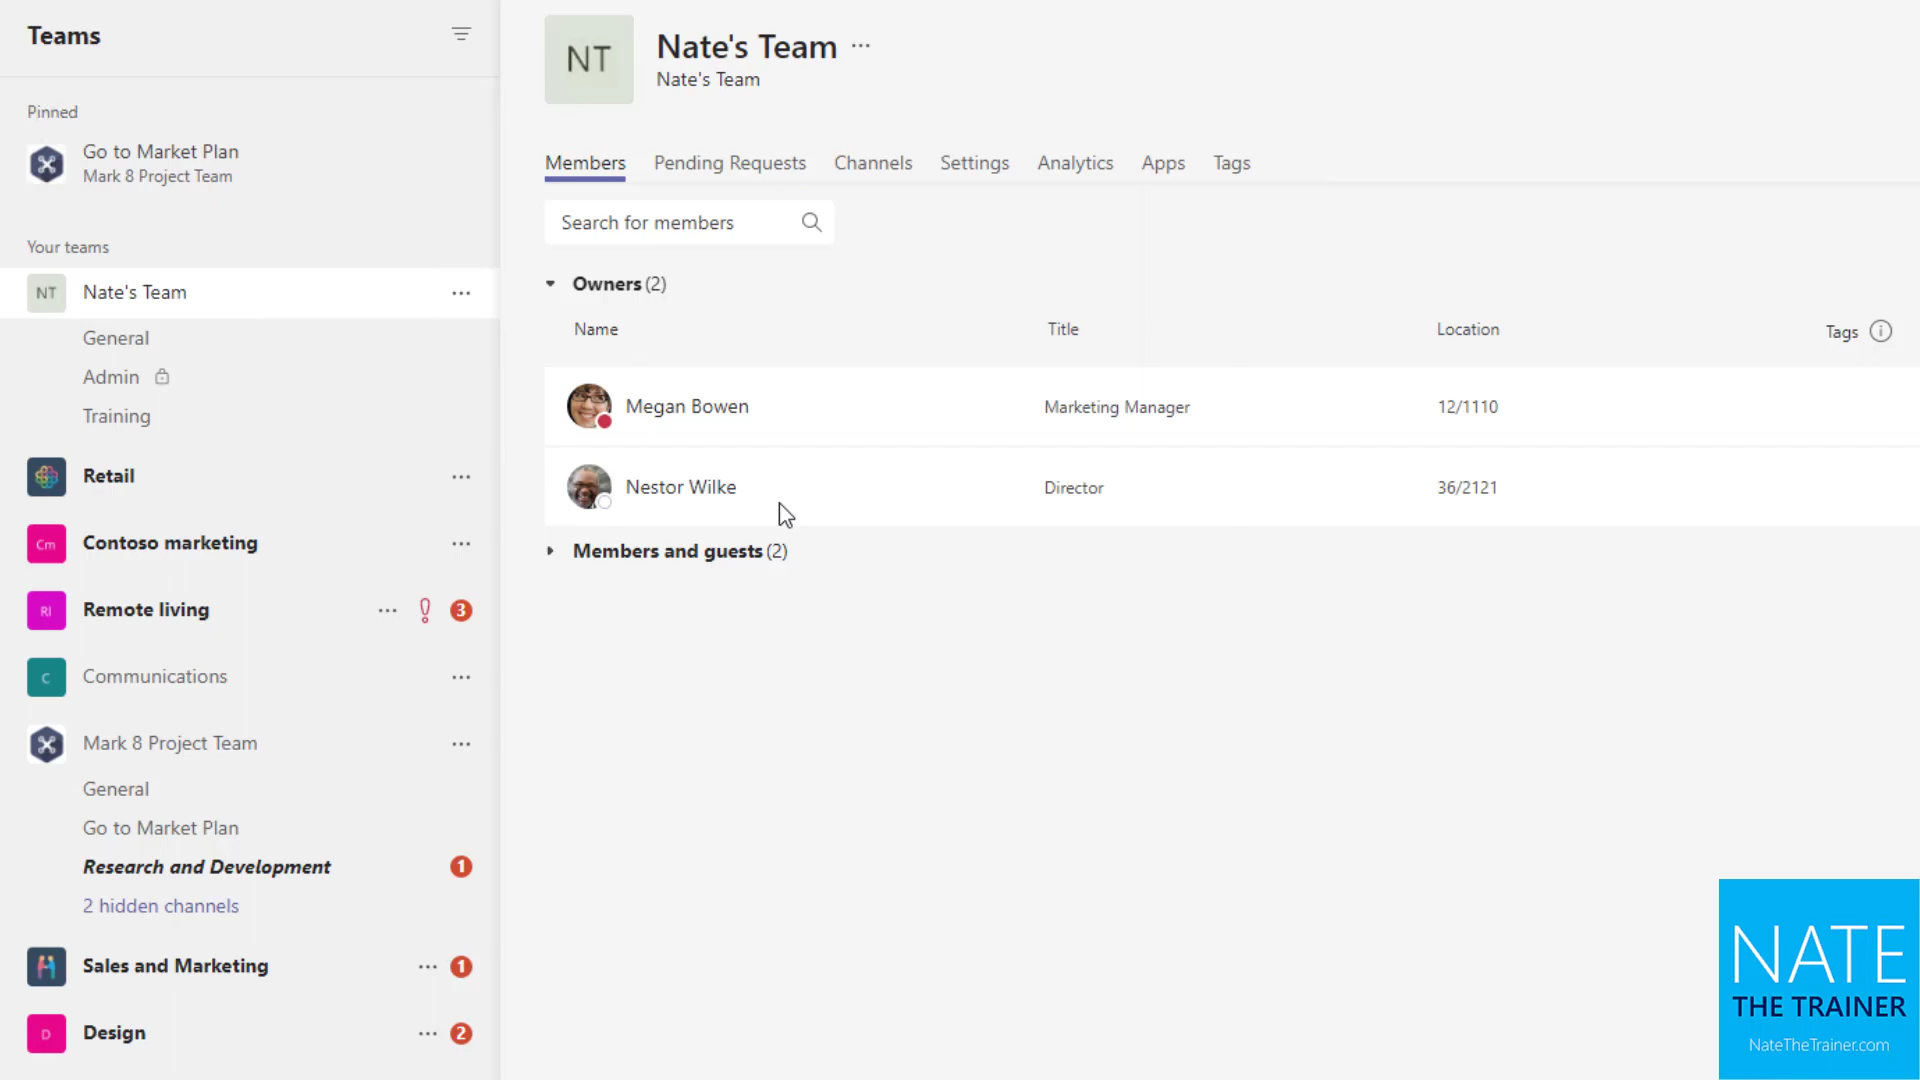 Teams
Pinned
Go to Market Plan
Mark 8 Project Team
Your teams
NT Nate's Team
General
Admin
Training
Retail
Cm Contoso marketing
Rl Remote living 3
C Communications
Mark 8 Project Team
General
Go to Market Plan
Research and Development 1
2 hidden channels
Sales and Marketing 1
D Design 2
NT
Nate's Team
Nate's Team
Members Pending Requests Channels Settings Analytics Apps Tags
Search for members
Owners (2)
Name Title Location Tags
Megan Bowen Marketing Manager 12/1110
Nestor Wilke Director 36/2121
Members and guests (2)
NATE
THE TRAINER
NateTheTrainer.com